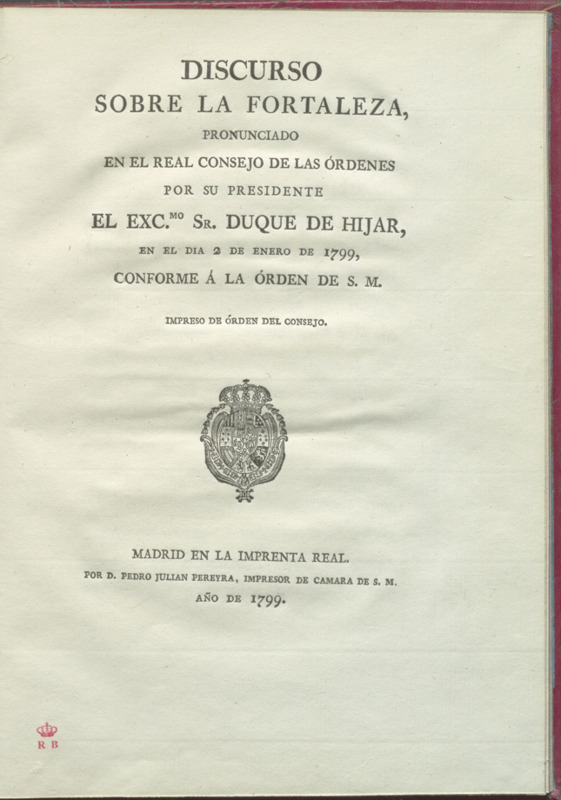 DISCURSO
SOBRE LA FORTALEZA,
PRONUNCIADO
EN EL REAL CONSEJO DE LAS ÓRDENES
POR SU PRESIDENTE
EL EXC.MO SR. DUQUE DE HIJAR,
EN EL DIA 2 DE ENERO DE 1799,
CONFORME Á LA ÓRDEN DE S. M.
IMPRESO DE ÓRDEN DEL CONSEJO.
MADRID EN LA IMPRENTA REAL.
POR D. PEDRO JULIAN PEREYRA, IMPRESOR DE CAMARA DE S. M.
AÑO DE 1799.
R B